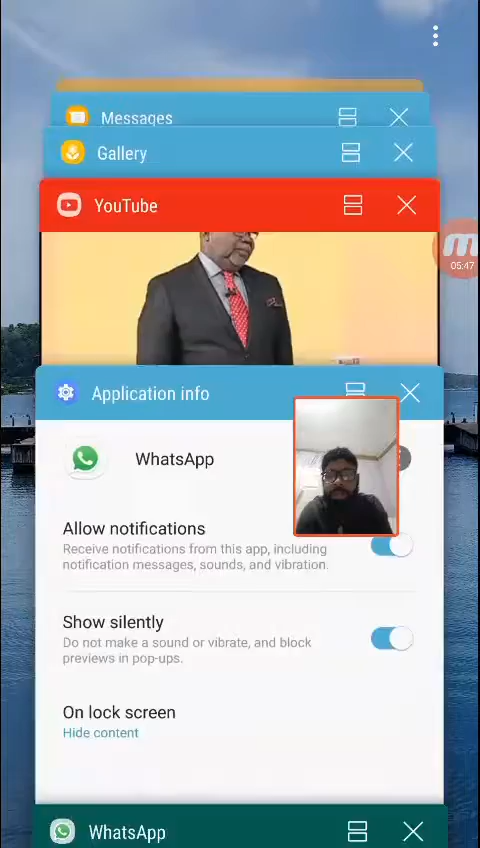 Messages
Gallery
YouTube
05:47
Application info
WhatsApp
Allow notifications
Receive notifications from this app, including
notification messages, sounds, and vibration.
Show silently
Do not make a sound or vibrate, and block
previews in pop-ups.
On lock screen
Hide content
WhatsApp